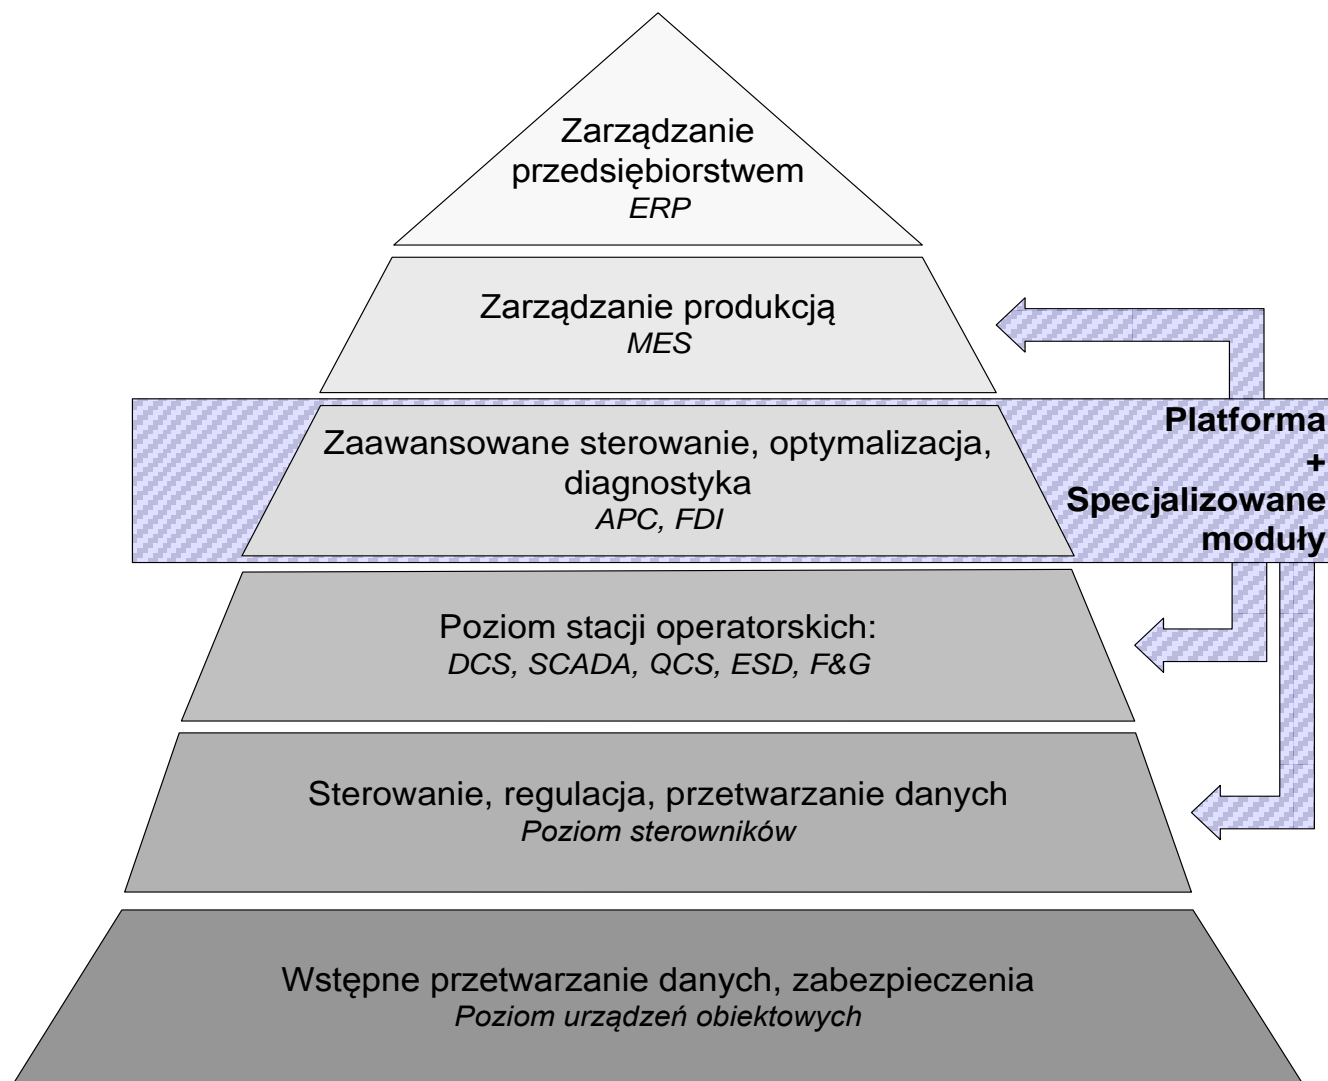 Zarządzanie
przedsiębiorstwem
ERP
Zarządzanie produkcją
MES
Zaawansowane sterowanie, optymalizacja,
diagnostyka
APC, FDI
Platforma
+
Specjalizowane
moduły
Poziom stacji operatorskich:
DCS, SCADA, QCS, ESD, F&G
Sterowanie, regulacja, przetwarzanie danych
Poziom sterowników
Wstępne przetwarzanie danych, zabezpieczenia
Poziom urządzeń obiektowych